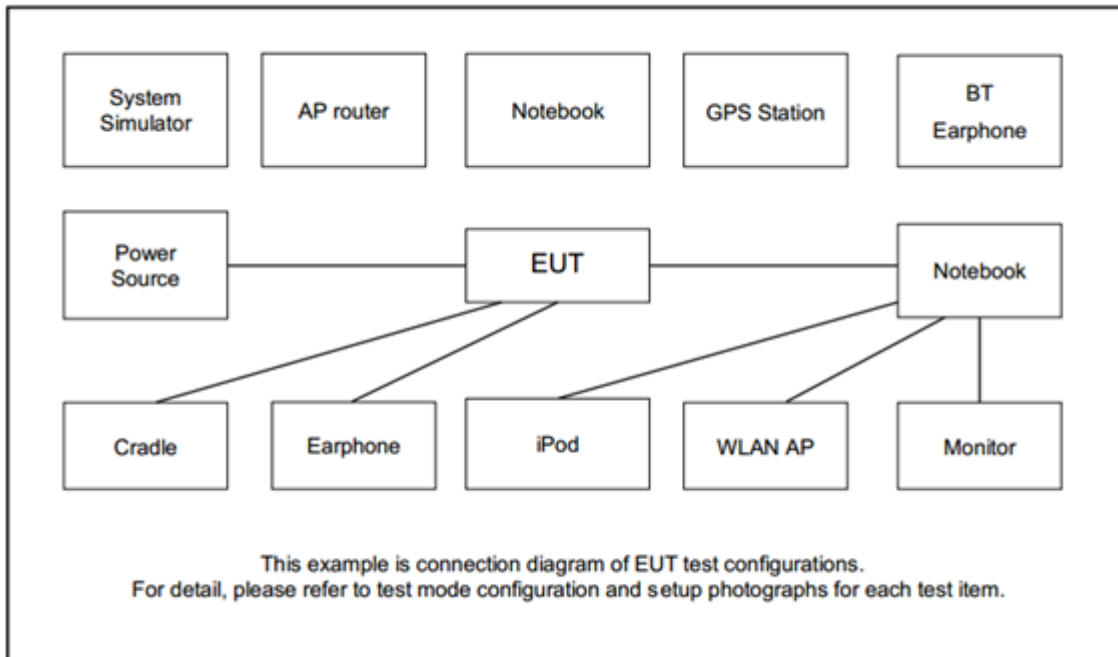 System
Simulator
AP router
Notebook
GPS Station
BT
Earphone
Power
Source
EUT
Notebook
Cradle
Earphone
iPod
WLAN AP
Monitor
This example is connection diagram of EUT test configurations.
For detail, please refer to test mode configuration and setup photographs for each test item.